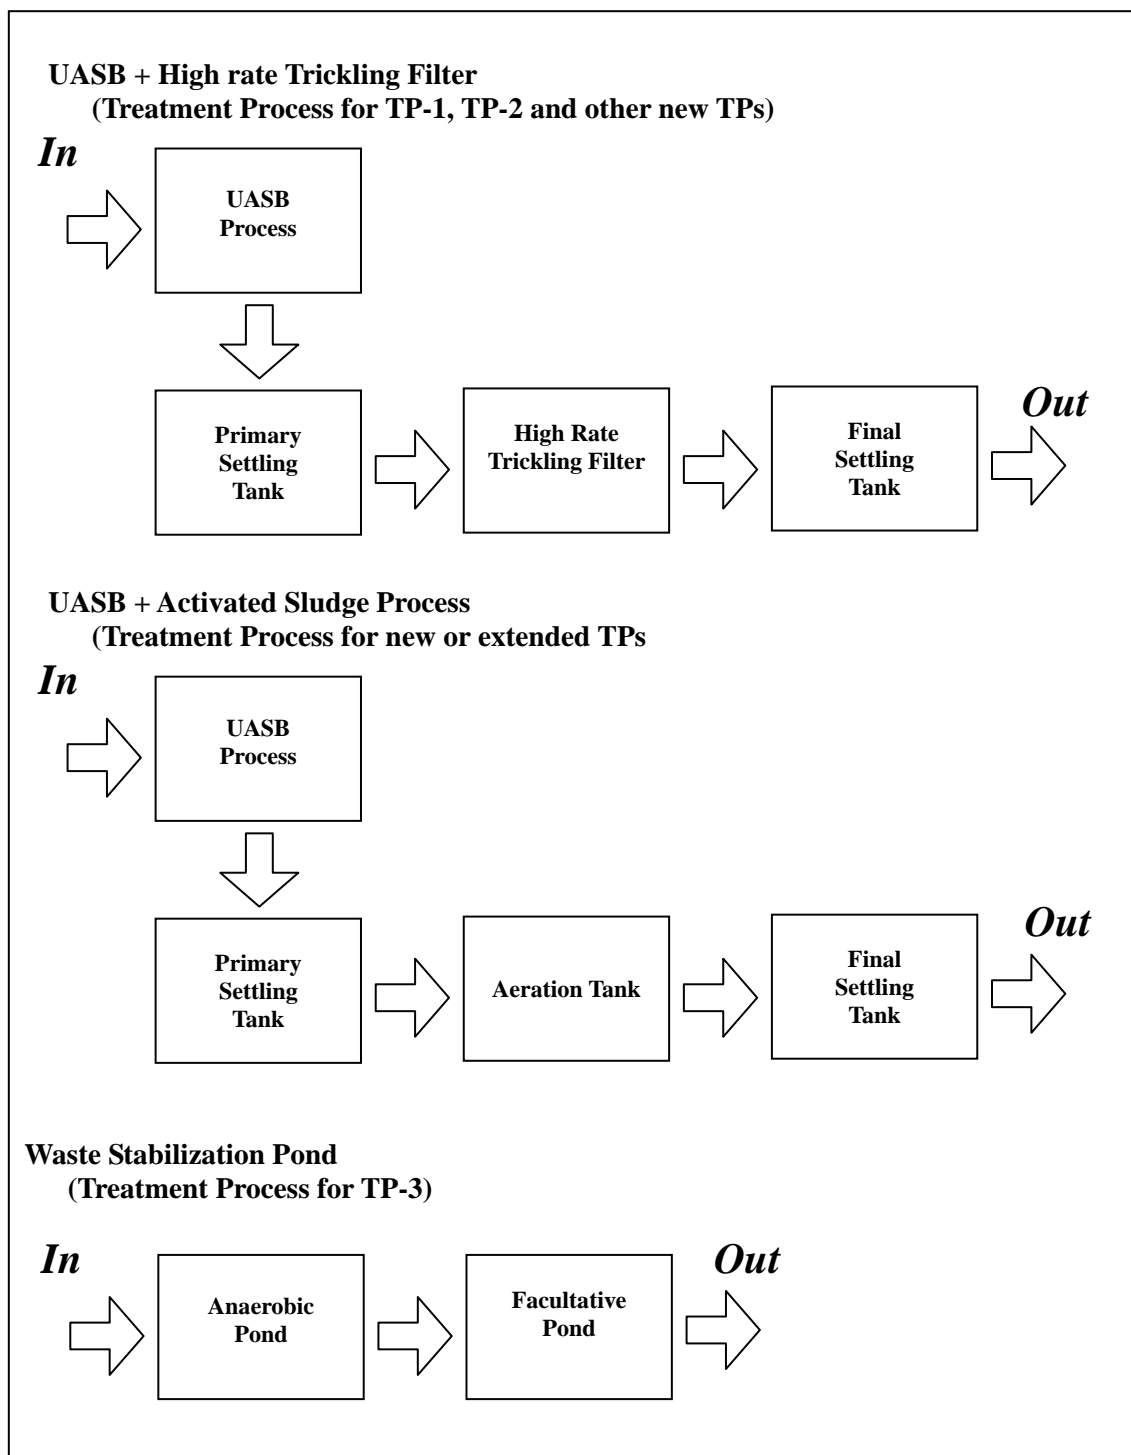 UASB + High rate Trickling Filter
(Treatment Process for TP-1, TP-2 and other new TPs)
In
UASB
Process
Primary
Settling
Tank
High Rate
Trickling Filter
Final
Settling
Tank
Out
UASB + Activated Sludge Process
(Treatment Process for new or extended TPs
In
UASB
Process
Primary
Settling
Tank
Aeration Tank
Final
Settling
Tank
Out
Waste Stabilization Pond
(Treatment Process for TP-3)
In
Anaerobic
Pond
Facultative
Pond
Out